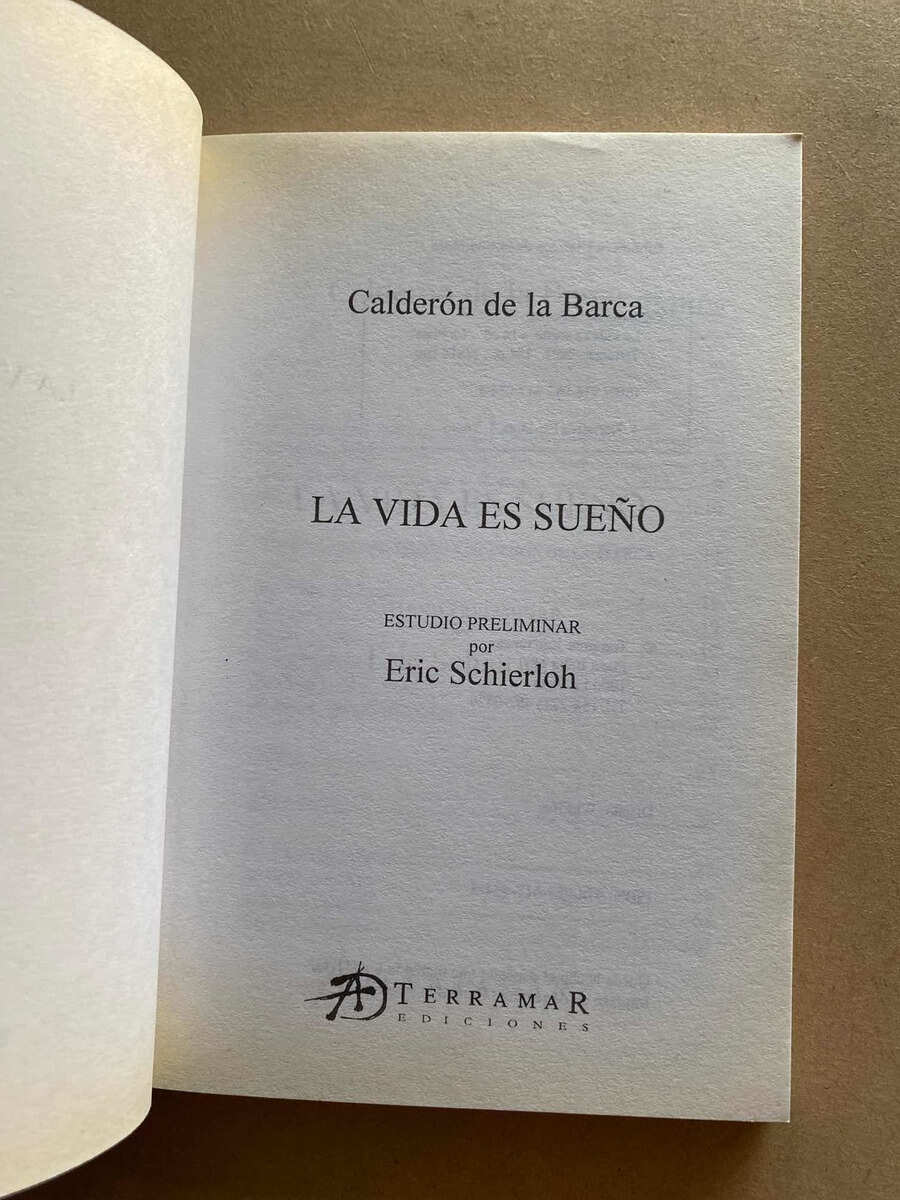 Calderón de la Barca
LA VIDA ES SUEÑO
ESTUDIO PRELIMINAR
por
Eric Schierloh
TERRAMAR
EDICIONES